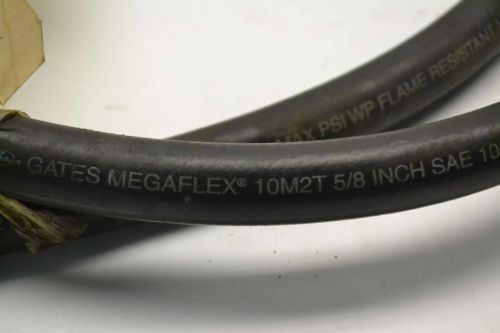 GATES MEGAFLEX® 10M2T 5/8 INCH SAE 10
MAX PSI WP FLAME RESISTANT